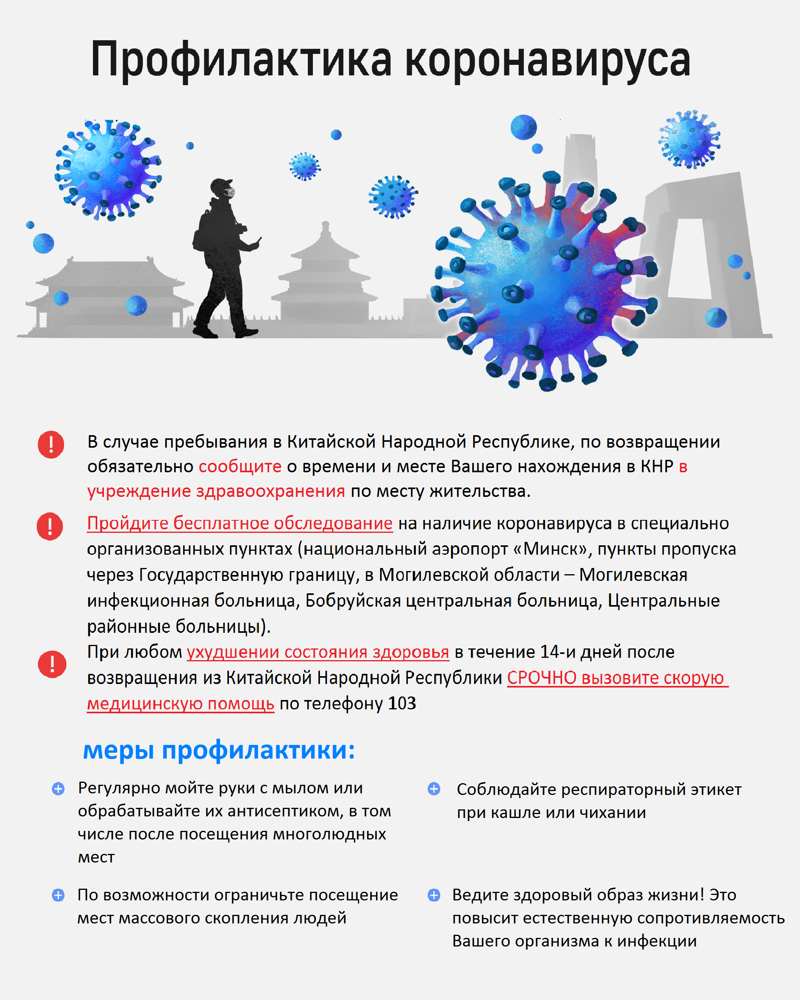 Профилактика коронавируса
В случае пребывания в Китайской Народной Республике, по возвращении
обязательно сообщите о времени и месте Вашего нахождения в КНР в
учреждение здравоохранения по месту жительства.
Пройдите бесплатное обследование на наличие коронавируса в специально
организованных пунктах (национальный аэропорт «Минск», пункты пропуска
через Государственную границу, в Могилевской области – Могилевская
инфекционная больница, Бобруйская центральная больница, Центральные
районные больницы).
При любом ухудшении состояния здоровья в течение 14-и дней после
возвращения из Китайской Народной Республики СРОЧНО вызовите скорую
медицинскую помощь по телефону 103
меры профилактики:
Регулярно мойте руки с мылом или
обрабатывайте их антисептиком, в том
числе после посещения многолюдных
мест
Соблюдайте респираторный этикет
при кашле или чихании
По возможности ограничьте посещение
мест массового скопления людей
Ведите здоровый образ жизни! Это
повысит естественную сопротивляемость
Вашего организма к инфекции